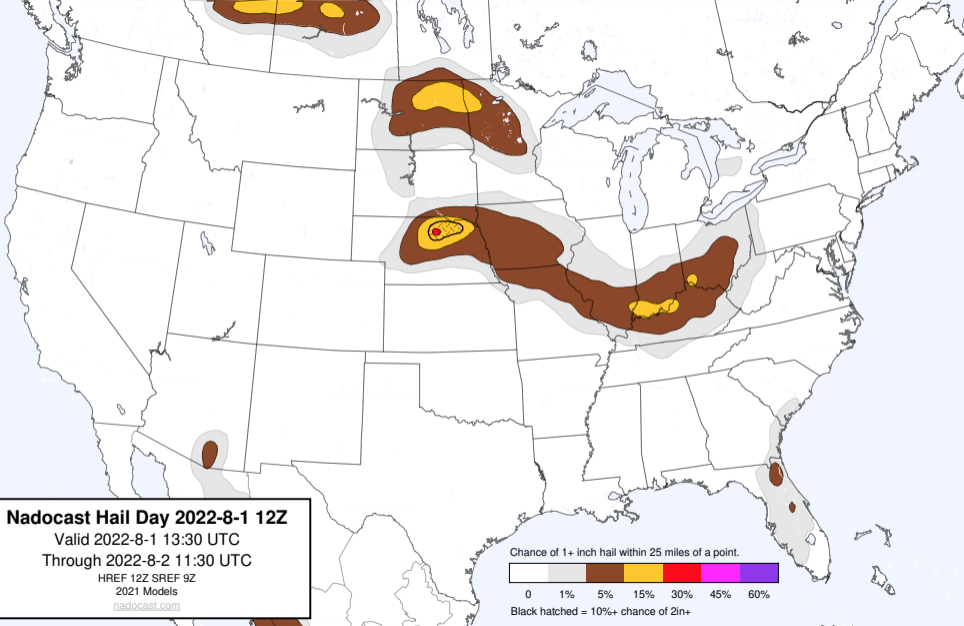 Nadocast Hail Day 2022-8-1 12Z
Valid 2022-8-1 13:30 UTC
Through 2022-8-2 11:30 UTC
HREF 12Z SREF 9Z
2021 Models
nadocast.com
Chance of 1+ inch hail within 25 miles of a point.
0 1% 5% 15% 30% 45% 60%
Black hatched = 10%+ chance of 2in+